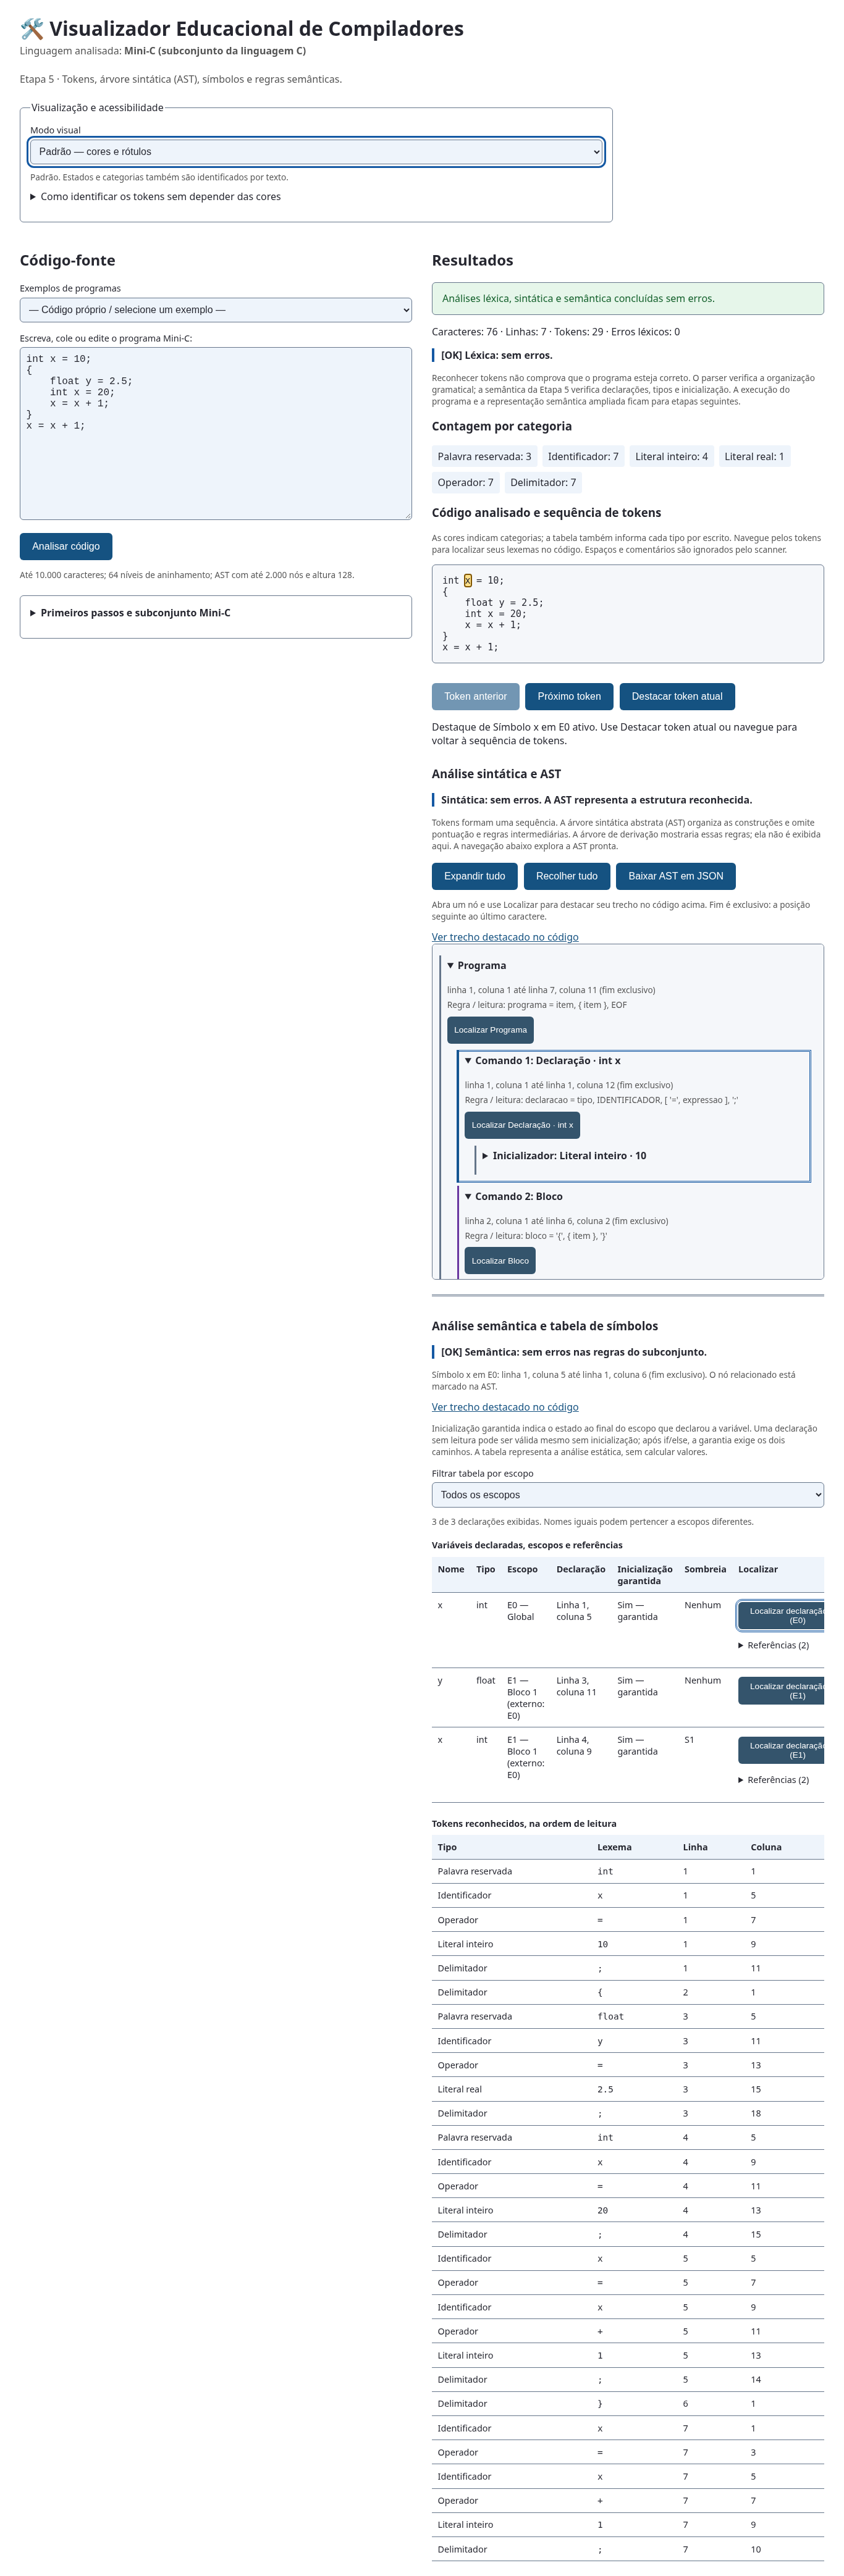 🛠️ Visualizador Educacional de Compiladores
Linguagem analisada: Mini-C (subconjunto da linguagem C)
Etapa 5 · Tokens, árvore sintática (AST), símbolos e regras semânticas.
Visualização e acessibilidade
Modo visual
Padrão — cores e rótulos
Padrão. Estados e categorias também são identificados por texto.
▶ Como identificar os tokens sem depender das cores
Código-fonte
Exemplos de programas
— Código próprio / selecione um exemplo —
Escreva, cole ou edite o programa Mini-C:
int x = 10;
{
    float y = 2.5;
    int x = 20;
    x = x + 1;
}
x = x + 1;
Analisar código
Até 10.000 caracteres; 64 níveis de aninhamento; AST com até 2.000 nós e altura 128.
▶ Primeiros passos e subconjunto Mini-C
Resultados
Análises léxica, sintática e semântica concluídas sem erros.
Caracteres: 76 · Linhas: 7 · Tokens: 29 · Erros léxicos: 0
[OK] Léxica: sem erros.
Reconhecer tokens não comprova que o programa esteja correto. O parser verifica a organização
gramatical; a semântica da Etapa 5 verifica declarações, tipos e inicialização. A execução do
programa e a representação semântica ampliada ficam para etapas seguintes.
Contagem por categoria
Palavra reservada: 3 Identificador: 7 Literal inteiro: 4 Literal real: 1
Operador: 7 Delimitador: 7
Código analisado e sequência de tokens
As cores indicam categorias; a tabela também informa cada tipo por escrito. Navegue pelos tokens
para localizar seus lexemas no código. Espaços e comentários são ignorados pelo scanner.
int x = 10;
{
    float y = 2.5;
    int x = 20;
    x = x + 1;
}
x = x + 1;
Token anterior Próximo token Destacar token atual
Destaque de Símbolo x em E0 ativo. Use Destacar token atual ou navegue para
voltar à sequência de tokens.
Análise sintática e AST
Sintática: sem erros. A AST representa a estrutura reconhecida.
Tokens formam uma sequência. A árvore sintática abstrata (AST) organiza as construções e omite
pontuação e regras intermediárias. A árvore de derivação mostraria essas regras; ela não é exibida
aqui. A navegação abaixo explora a AST pronta.
Expandir tudo Recolher tudo Baixar AST em JSON
Abra um nó e use Localizar para destacar seu trecho no código acima. Fim é exclusivo: a posição
seguinte ao último caractere.
Ver trecho destacado no código
▼ Programa
linha 1, coluna 1 até linha 7, coluna 11 (fim exclusivo)
Regra / leitura: programa = item, { item }, EOF
Localizar Programa
▼ Comando 1: Declaração · int x
linha 1, coluna 1 até linha 1, coluna 12 (fim exclusivo)
Regra / leitura: declaracao = tipo, IDENTIFICADOR, [ '=', expressao ], ';'
Localizar Declaração · int x
▶ Inicializador: Literal inteiro · 10
▼ Comando 2: Bloco
linha 2, coluna 1 até linha 6, coluna 2 (fim exclusivo)
Regra / leitura: bloco = '{', { item }, '}'
Localizar Bloco
Análise semântica e tabela de símbolos
[OK] Semântica: sem erros nas regras do subconjunto.
Símbolo x em E0: linha 1, coluna 5 até linha 1, coluna 6 (fim exclusivo). O nó relacionado está
marcado na AST.
Ver trecho destacado no código
Inicialização garantida indica o estado ao final do escopo que declarou a variável. Uma declaração
sem leitura pode ser válida mesmo sem inicialização; após if/else, a garantia exige os dois
caminhos. A tabela representa a análise estática, sem calcular valores.
Filtrar tabela por escopo
Todos os escopos
3 de 3 declarações exibidas. Nomes iguais podem pertencer a escopos diferentes.
Variáveis declaradas, escopos e referências
Nome Tipo Escopo Declaração Inicialização garantida Sombreia Localizar
x int E0 — Global Linha 1, coluna 5 Sim — garantida Nenhum Localizar declaração (E0)
▶ Referências (2)
y float E1 — Bloco 1 (externo: E0) Linha 3, coluna 11 Sim — garantida Nenhum Localizar declaração (E1)
x int E1 — Bloco 1 (externo: E0) Linha 4, coluna 9 Sim — garantida S1 Localizar declaração (E1)
▶ Referências (2)
Tokens reconhecidos, na ordem de leitura
Tipo Lexema Linha Coluna
Palavra reservada int 1 1
Identificador x 1 5
Operador = 1 7
Literal inteiro 10 1 9
Delimitador ; 1 11
Delimitador { 2 1
Palavra reservada float 3 5
Identificador y 3 11
Operador = 3 13
Literal real 2.5 3 15
Delimitador ; 3 18
Palavra reservada int 4 5
Identificador x 4 9
Operador = 4 11
Literal inteiro 20 4 13
Delimitador ; 4 15
Identificador x 5 5
Operador = 5 7
Identificador x 5 9
Operador + 5 11
Literal inteiro 1 5 13
Delimitador ; 5 14
Delimitador } 6 1
Identificador x 7 1
Operador = 7 3
Identificador x 7 5
Operador + 7 7
Literal inteiro 1 7 9
Delimitador ; 7 10